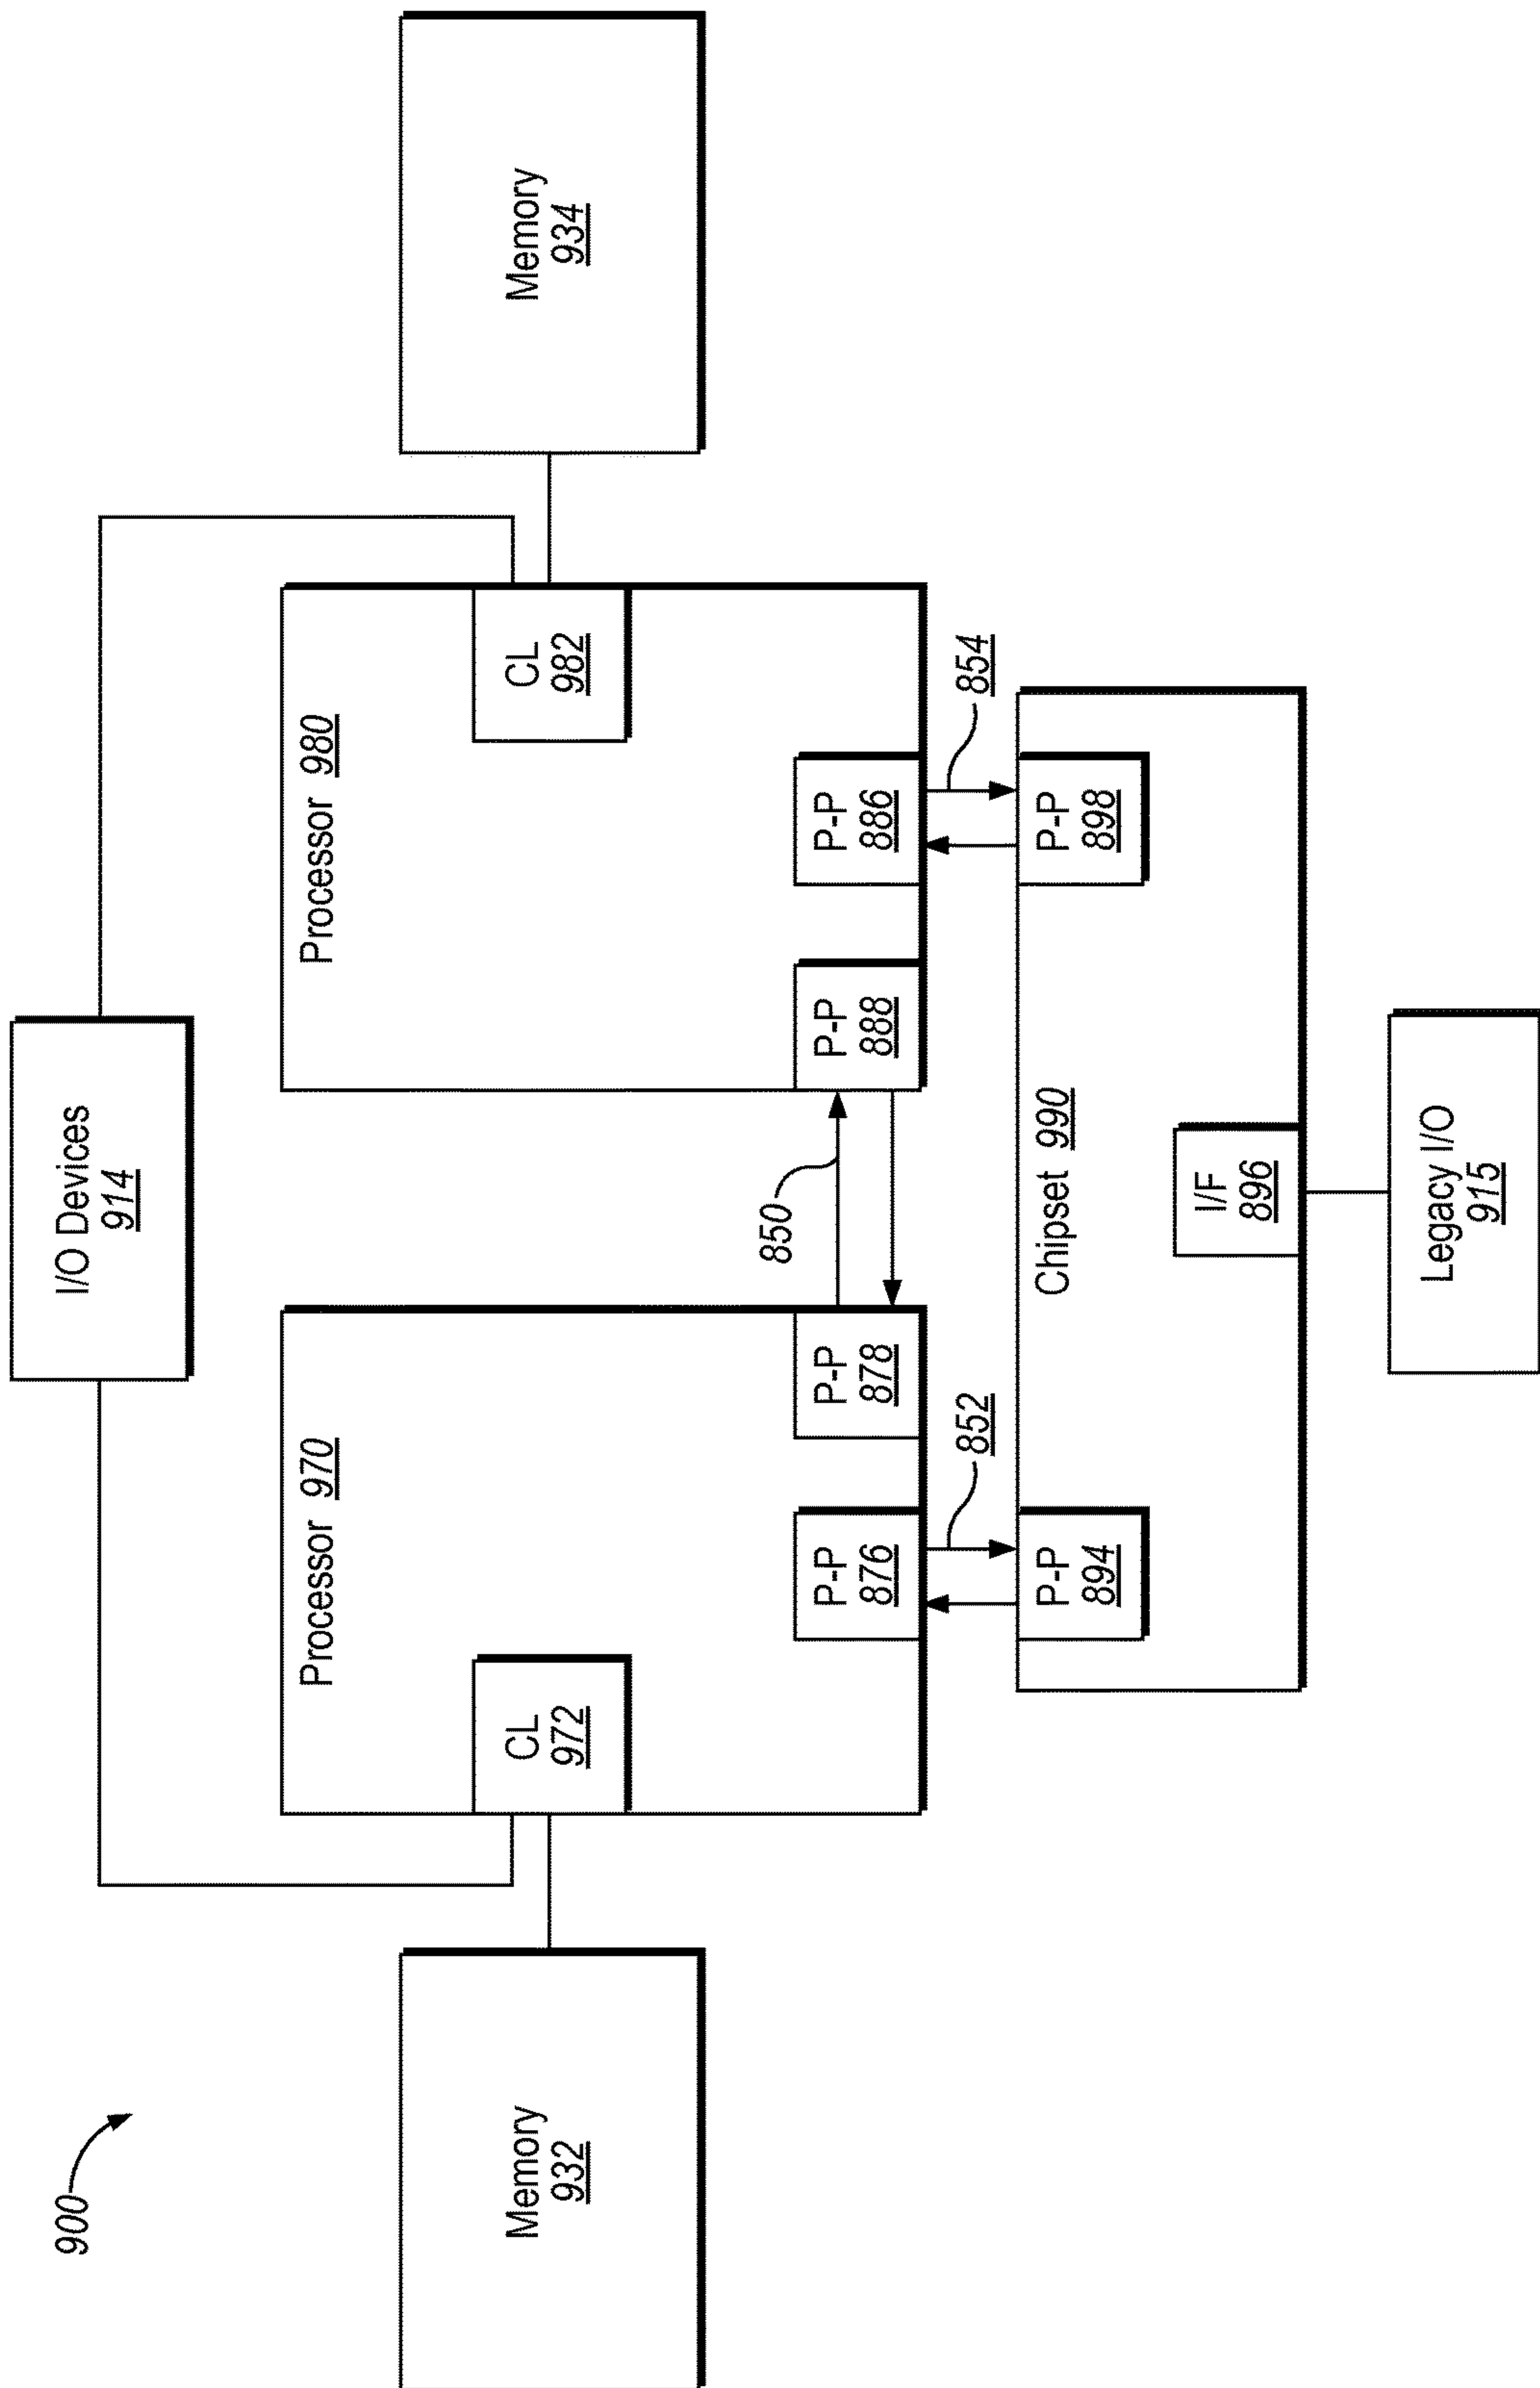 900
I/O Devices
914
Memory
932
Processor 970
CL
972
P-P
876
P-P
878
850
Processor 980
CL
982
P-P
888
P-P
886
Memory
934
852
854
Chipset 990
P-P
894
P-P
898
I/F
896
Legacy I/O
915